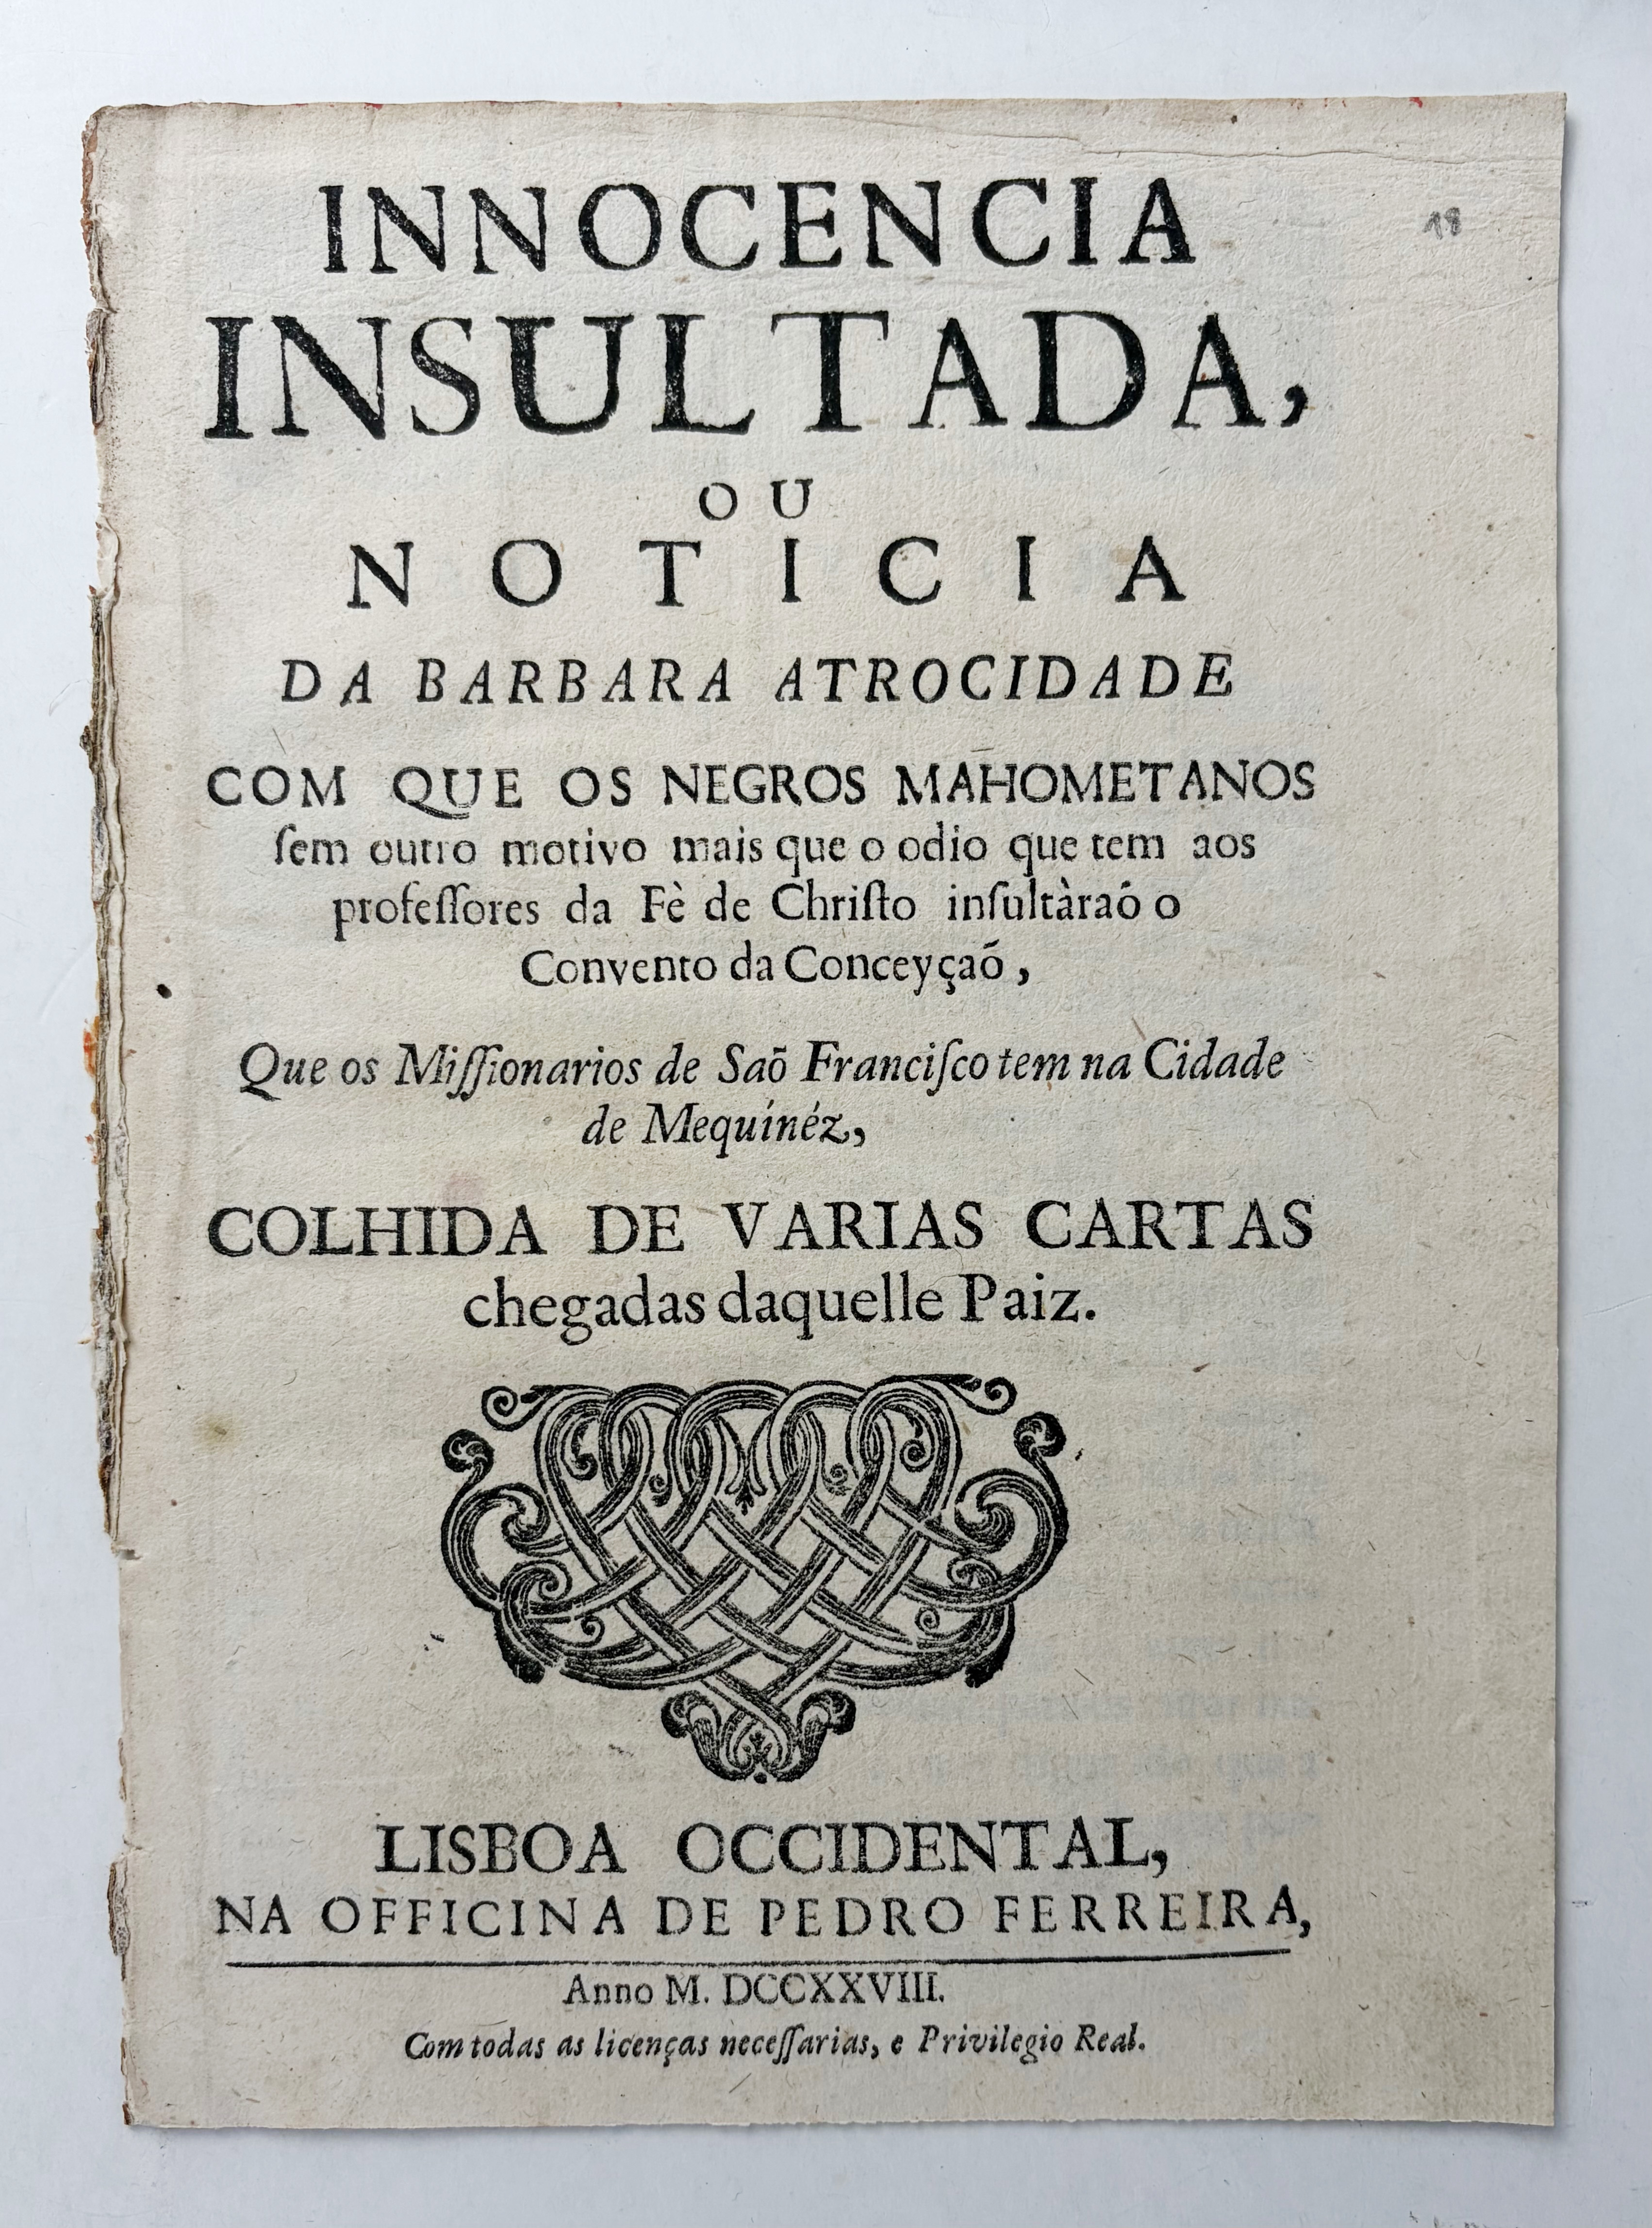 18
INNOCENCIA
INSULTADA,
OU
NOTICIA
DA BARBARA ATROCIDADE
COM QUE OS NEGROS MAHOMETANOS
ſem outro motivo mais que o odio que tem aos
profeſſores da Fè de Chriſto inſultàraõ o
Convento da Conceyçaõ,
Que os Miſſionarios de Saõ Franciſco tem na Cidade
de Mequinéz,
COLHIDA DE VARIAS CARTAS
chegadas daquelle Paiz.
LISBOA OCCIDENTAL,
NA OFFICINA DE PEDRO FERREIRA,
Anno M. DCCXXVIII.
Com todas as licenças neceſſarias, e Privilegio Real.